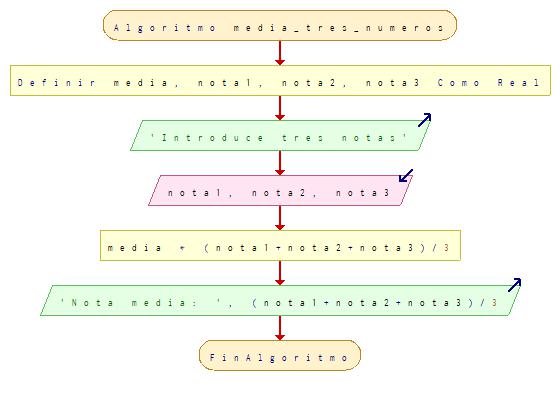 Algoritmo media_tres_numeros
Definir media, nota1, nota2, nota3 Como Real
'Introduce tres notas'
nota1, nota2, nota3
media ← (nota1+nota2+nota3)/3
'Nota media: ', (nota1+nota2+nota3)/3
FinAlgoritmo